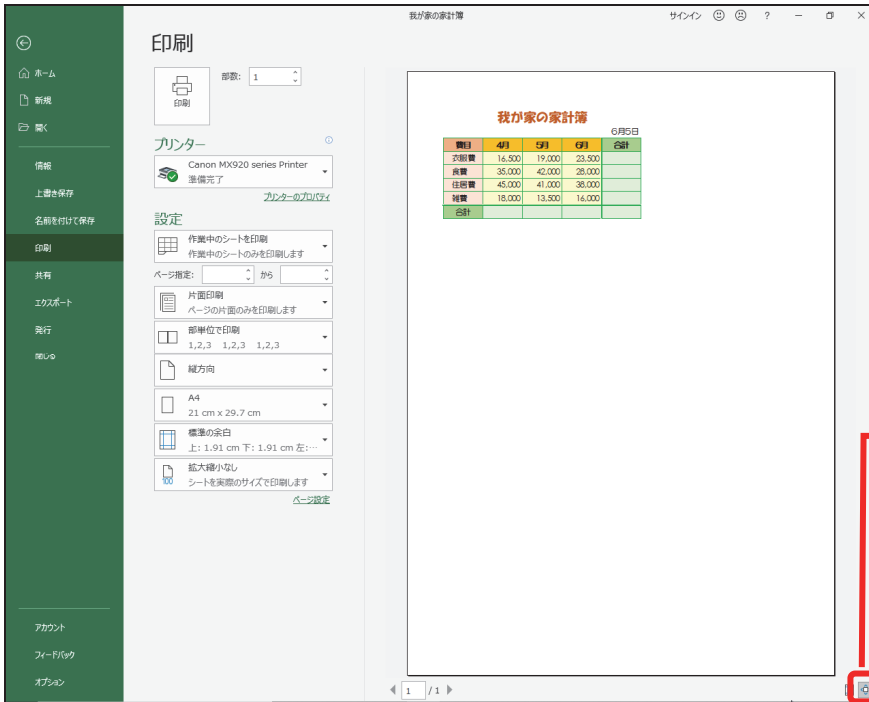 我が家の家計簿
サインイン
?
印刷
ホーム
新規
開く
情報
上書き保存
名前を付けて保存
印刷
共有
エクスポート
発行
閉じる
アカウント
フィードバック
オプション
印刷
部数: 1
プリンター
Canon MX920 series Printer
準備完了
プリンターのプロパティ
設定
作業中のシートを印刷
作業中のシートのみを印刷します
ページ指定: から
片面印刷
ページの片面のみを印刷します
部単位で印刷
1,2,3 1,2,3 1,2,3
縦方向
A4
21 cm x 29.7 cm
標準の余白
上: 1.91 cm 下: 1.91 cm 左:…
拡大縮小なし
100
シートを実際のサイズで印刷します
ページ設定
我が家の家計簿
6月5日
費目 4月 5月 6月 合計
衣服費 16,500 19,000 23,500
食費 35,000 42,000 28,000
住居費 45,000 41,000 38,000
雑費 18,000 13,500 16,000
合計
1 / 1